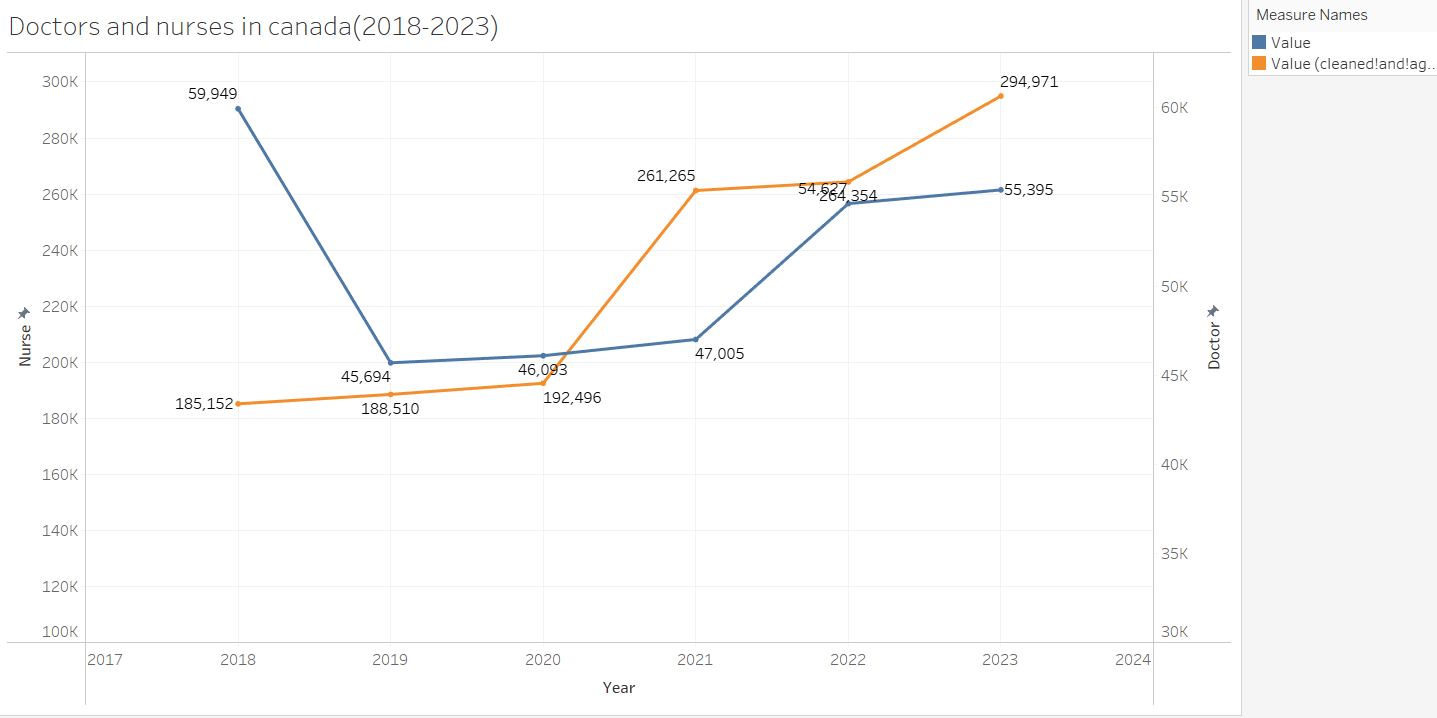 Doctors and nurses in canada(2018-2023)
Measure Names
Value
Value (cleaned!and!ag..
300K
280K
260K
240K
220K
200K
180K
160K
140K
120K
100K
Nurse
59,949
45,694
46,093
47,005
54,627
55,395
185,152
188,510
192,496
261,265
264,354
294,971
60K
55K
50K
45K
40K
35K
30K
Doctor
2017 2018 2019 2020 2021 2022 2023 2024
Year